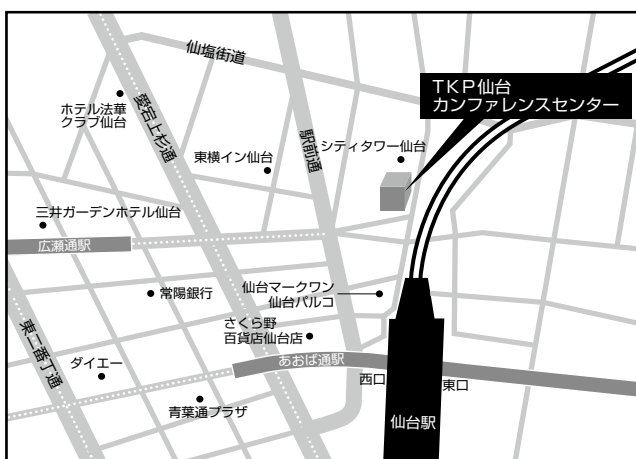 仙塩街道
TKP仙台
カンファレンスセンター
ホテル法華
クラブ仙台
愛宕上杉通
駅前通
シティタワー仙台
東横イン仙台
三井ガーデンホテル仙台
広瀬通駅
常陽銀行
仙台マークワン
仙台パルコ
さくら野
百貨店仙台店
東二番丁通
ダイエー
あおば通駅
西口
東口
青葉通プラザ
仙台駅